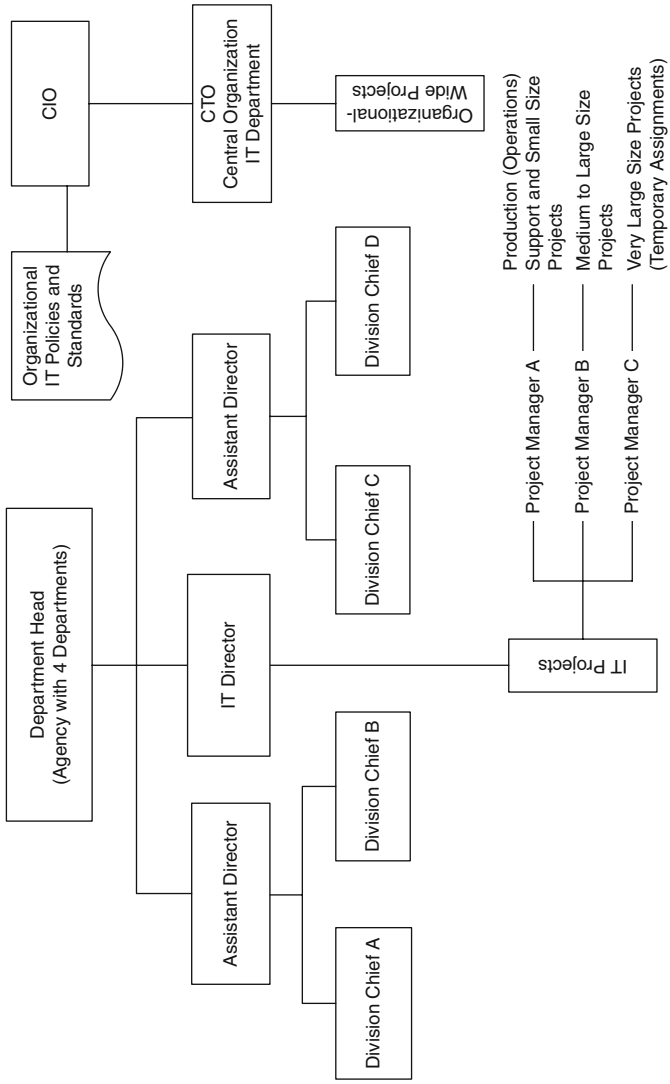 Department Head
(Agency with 4 Departments)
Organizational
IT Policies and
Standards
CIO
Assistant Director
IT Director
Assistant Director
CTO
Central Organization
IT Department
Division Chief A
Division Chief B
Division Chief C
Division Chief D
Organizational-
Wide Projects
IT Projects
Project Manager A
Production (Operations)
Support and Small Size
Projects
Project Manager B
Medium to Large Size
Projects
Project Manager C
Very Large Size Projects
(Temporary Assignments)